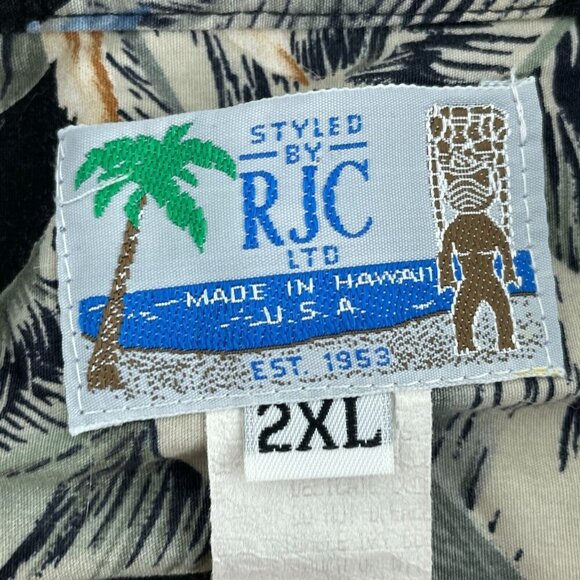 STYLED
BY
RJC
LTD
MADE IN HAWAII
U.S.A.
EST. 1953
2XL